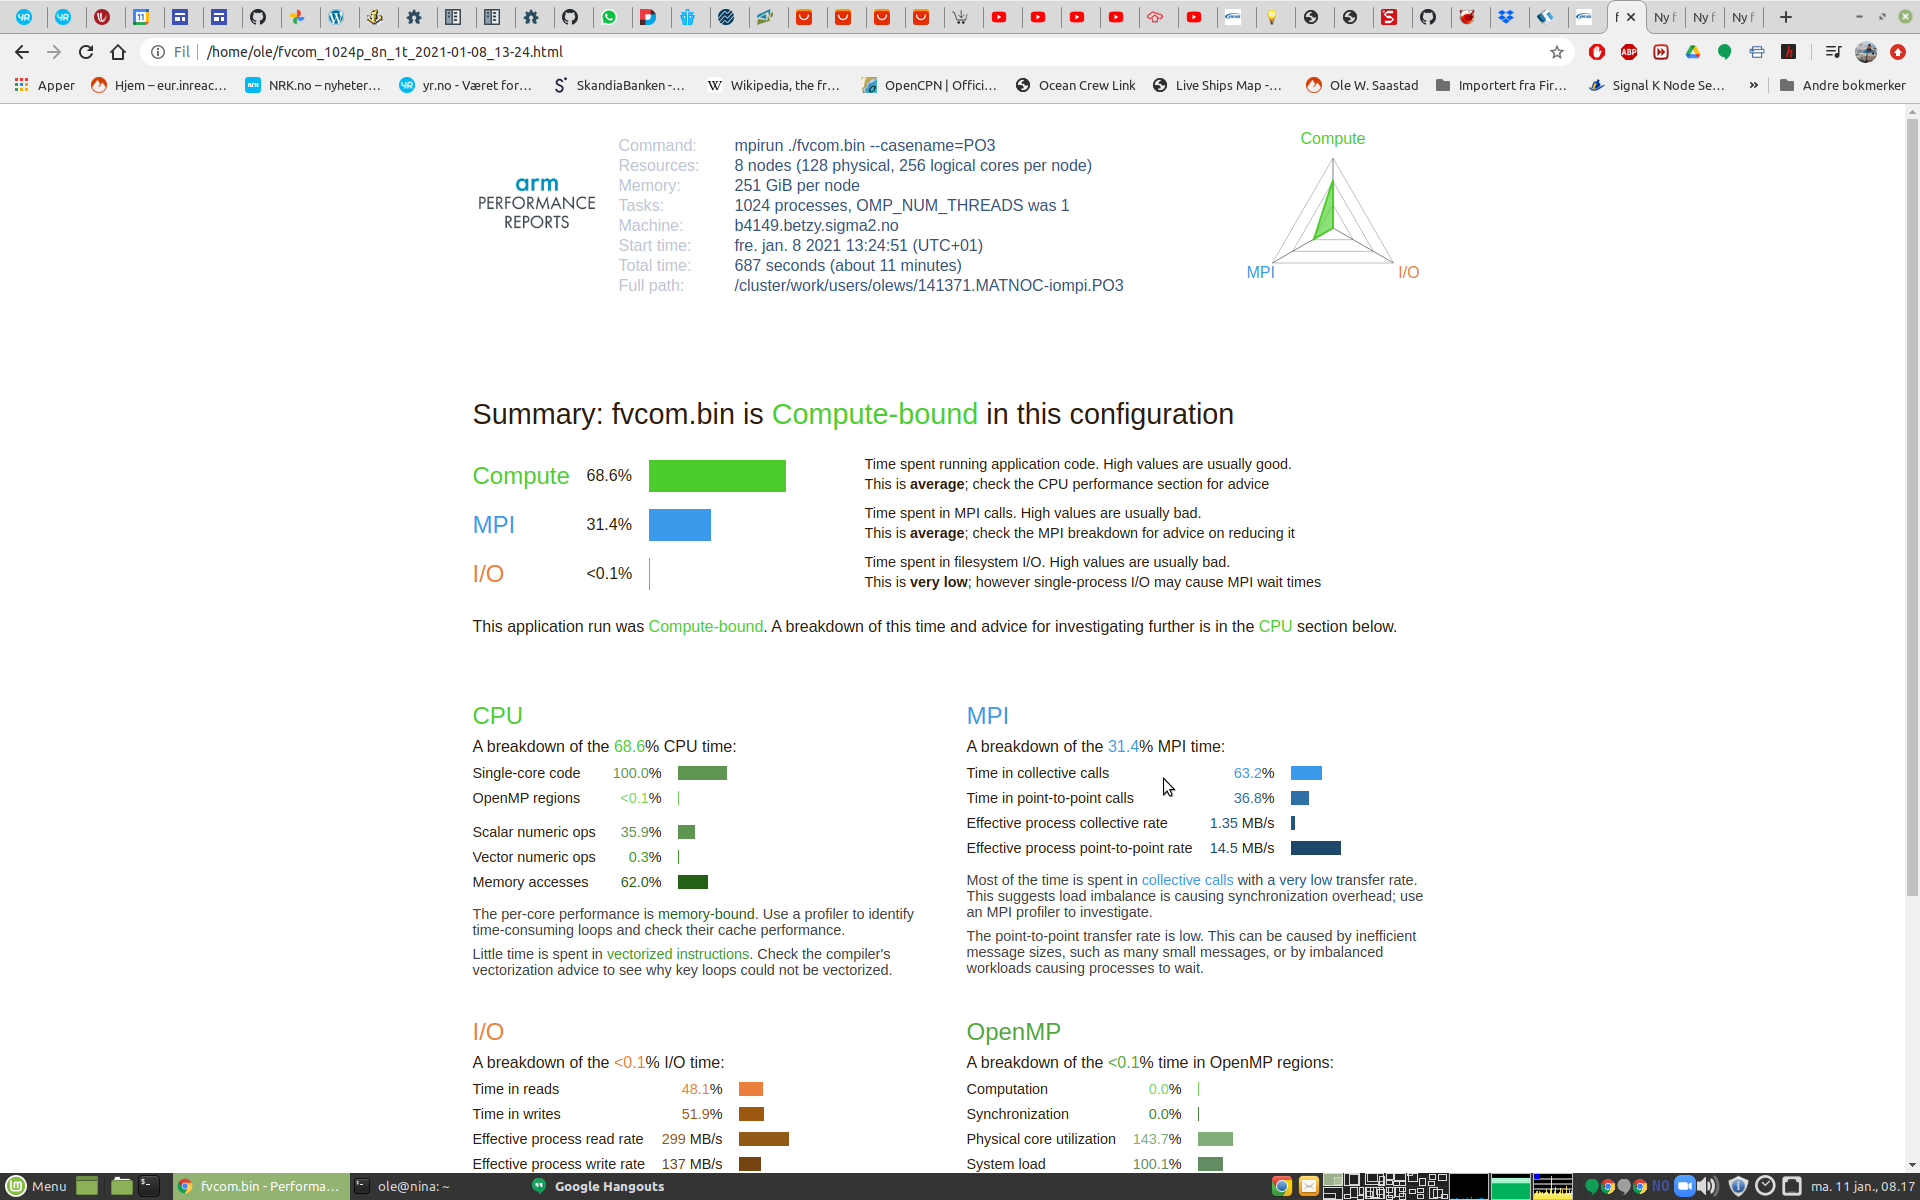 f
Ny f
Ny f
Ny f
Fil
/home/ole/fvcom_1024p_8n_1t_2021-01-08_13-24.html
Apper
Hjem – eur.inreac…
NRK.no – nyheter…
yr.no - Været for…
SkandiaBanken -…
Wikipedia, the fr…
OpenCPN | Offici…
Ocean Crew Link
Live Ships Map -…
Ole W. Saastad
Importert fra Fir…
Signal K Node Se…
»
Andre bokmerker
arm
PERFORMANCE
REPORTS
Command: mpirun ./fvcom.bin --casename=PO3
Resources: 8 nodes (128 physical, 256 logical cores per node)
Memory: 251 GiB per node
Tasks: 1024 processes, OMP_NUM_THREADS was 1
Machine: b4149.betzy.sigma2.no
Start time: fre. jan. 8 2021 13:24:51 (UTC+01)
Total time: 687 seconds (about 11 minutes)
Full path: /cluster/work/users/olews/141371.MATNOC-iompi.PO3
Compute
MPI
I/O
Summary: fvcom.bin is Compute-bound in this configuration
Compute 68.6%
Time spent running application code. High values are usually good.
This is average; check the CPU performance section for advice
MPI 31.4%
Time spent in MPI calls. High values are usually bad.
This is average; check the MPI breakdown for advice on reducing it
I/O <0.1%
Time spent in filesystem I/O. High values are usually bad.
This is very low; however single-process I/O may cause MPI wait times
This application run was Compute-bound. A breakdown of this time and advice for investigating further is in the CPU section below.
CPU
A breakdown of the 68.6% CPU time:
Single-core code 100.0%
OpenMP regions <0.1%
Scalar numeric ops 35.9%
Vector numeric ops 0.3%
Memory accesses 62.0%
The per-core performance is memory-bound. Use a profiler to identify
time-consuming loops and check their cache performance.
Little time is spent in vectorized instructions. Check the compiler's
vectorization advice to see why key loops could not be vectorized.
MPI
A breakdown of the 31.4% MPI time:
Time in collective calls 63.2%
Time in point-to-point calls 36.8%
Effective process collective rate 1.35 MB/s
Effective process point-to-point rate 14.5 MB/s
Most of the time is spent in collective calls with a very low transfer rate.
This suggests load imbalance is causing synchronization overhead; use
an MPI profiler to investigate.
The point-to-point transfer rate is low. This can be caused by inefficient
message sizes, such as many small messages, or by imbalanced
workloads causing processes to wait.
I/O
A breakdown of the <0.1% I/O time:
Time in reads 48.1%
Time in writes 51.9%
Effective process read rate 299 MB/s
Effective process write rate 137 MB/s
OpenMP
A breakdown of the <0.1% time in OpenMP regions:
Computation 0.0%
Synchronization 0.0%
Physical core utilization 143.7%
System load 100.1%
Menu
fvcom.bin - Performa…
ole@nina: ~
Google Hangouts
NO
ma. 11 jan., 08.17